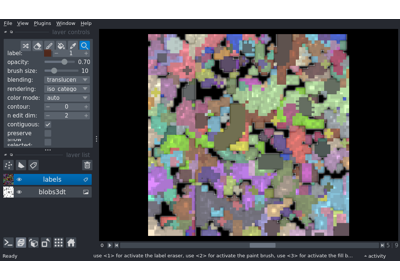 File View Plugins Window Help
layer controls
label: 1
opacity: 0.70
brush size: 10
blending: translucen
rendering: iso_catego
color mode: auto
contour: 0
n edit dim: 2
contiguous:
preserve
selected:
layer list
labels
blobs3dt
Ready
use <1> for activate the label eraser, use <2> for activate the paint brush, use <3> for activate the fill b...
activity